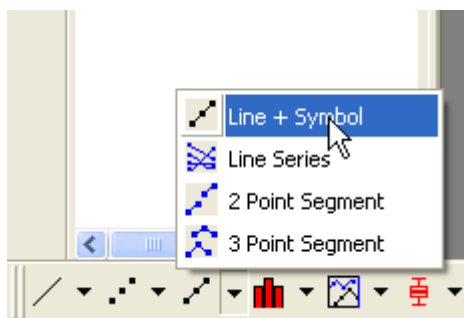 Line + Symbol
Line Series
2 Point Segment
3 Point Segment